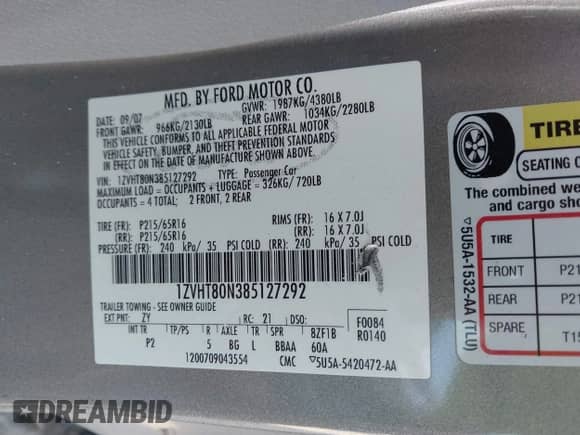 MFD. BY FORD MOTOR CO.
DATE: 09/07 GVWR: 1987KG/4380LB
FRONT GAWR: 966KG/2130LB REAR GAWR: 1034KG/2280LB
THIS VEHICLE CONFORMS TO ALL APPLICABLE FEDERAL MOTOR
VEHICLE SAFETY, BUMPER, AND THEFT PREVENTION STANDARDS
IN EFFECT ON THE DATE OF MANUFACTURE SHOWN ABOVE.
VIN: 1ZVHT80N385127292 TYPE: Passenger Car
MAXIMUM LOAD = OCCUPANTS + LUGGAGE = 326KG/720LB
OCCUPANTS = 4 TOTAL; 2 FRONT, 2 REAR
TIRE (FR): P215/65R16 RIMS (FR): 16 X 7.0J
(RR): P215/65R16 (RR): 16 X 7.0J
PRESSURE (FR): 240 kPa/ 35 PSI COLD (RR): 240 kPa/ 35 PSI COLD
1ZVHT80N385127292
TRAILER TOWING - SEE OWNER GUIDE
EXT PNT: ZY RC: 21 DSO: F0084
INT TR TP/PS R AXLE TR SPR BZF1B R0140
P2 5 BG L BBAA 60A
1200709043554 CMC ▽5U5A-5420472-AA
▽5U5A-1532-AA (TLU)
TIRE
SEATING
The combined
and cargo
TIRE
FRONT P21
REAR P21
SPARE T15
DREAMBID